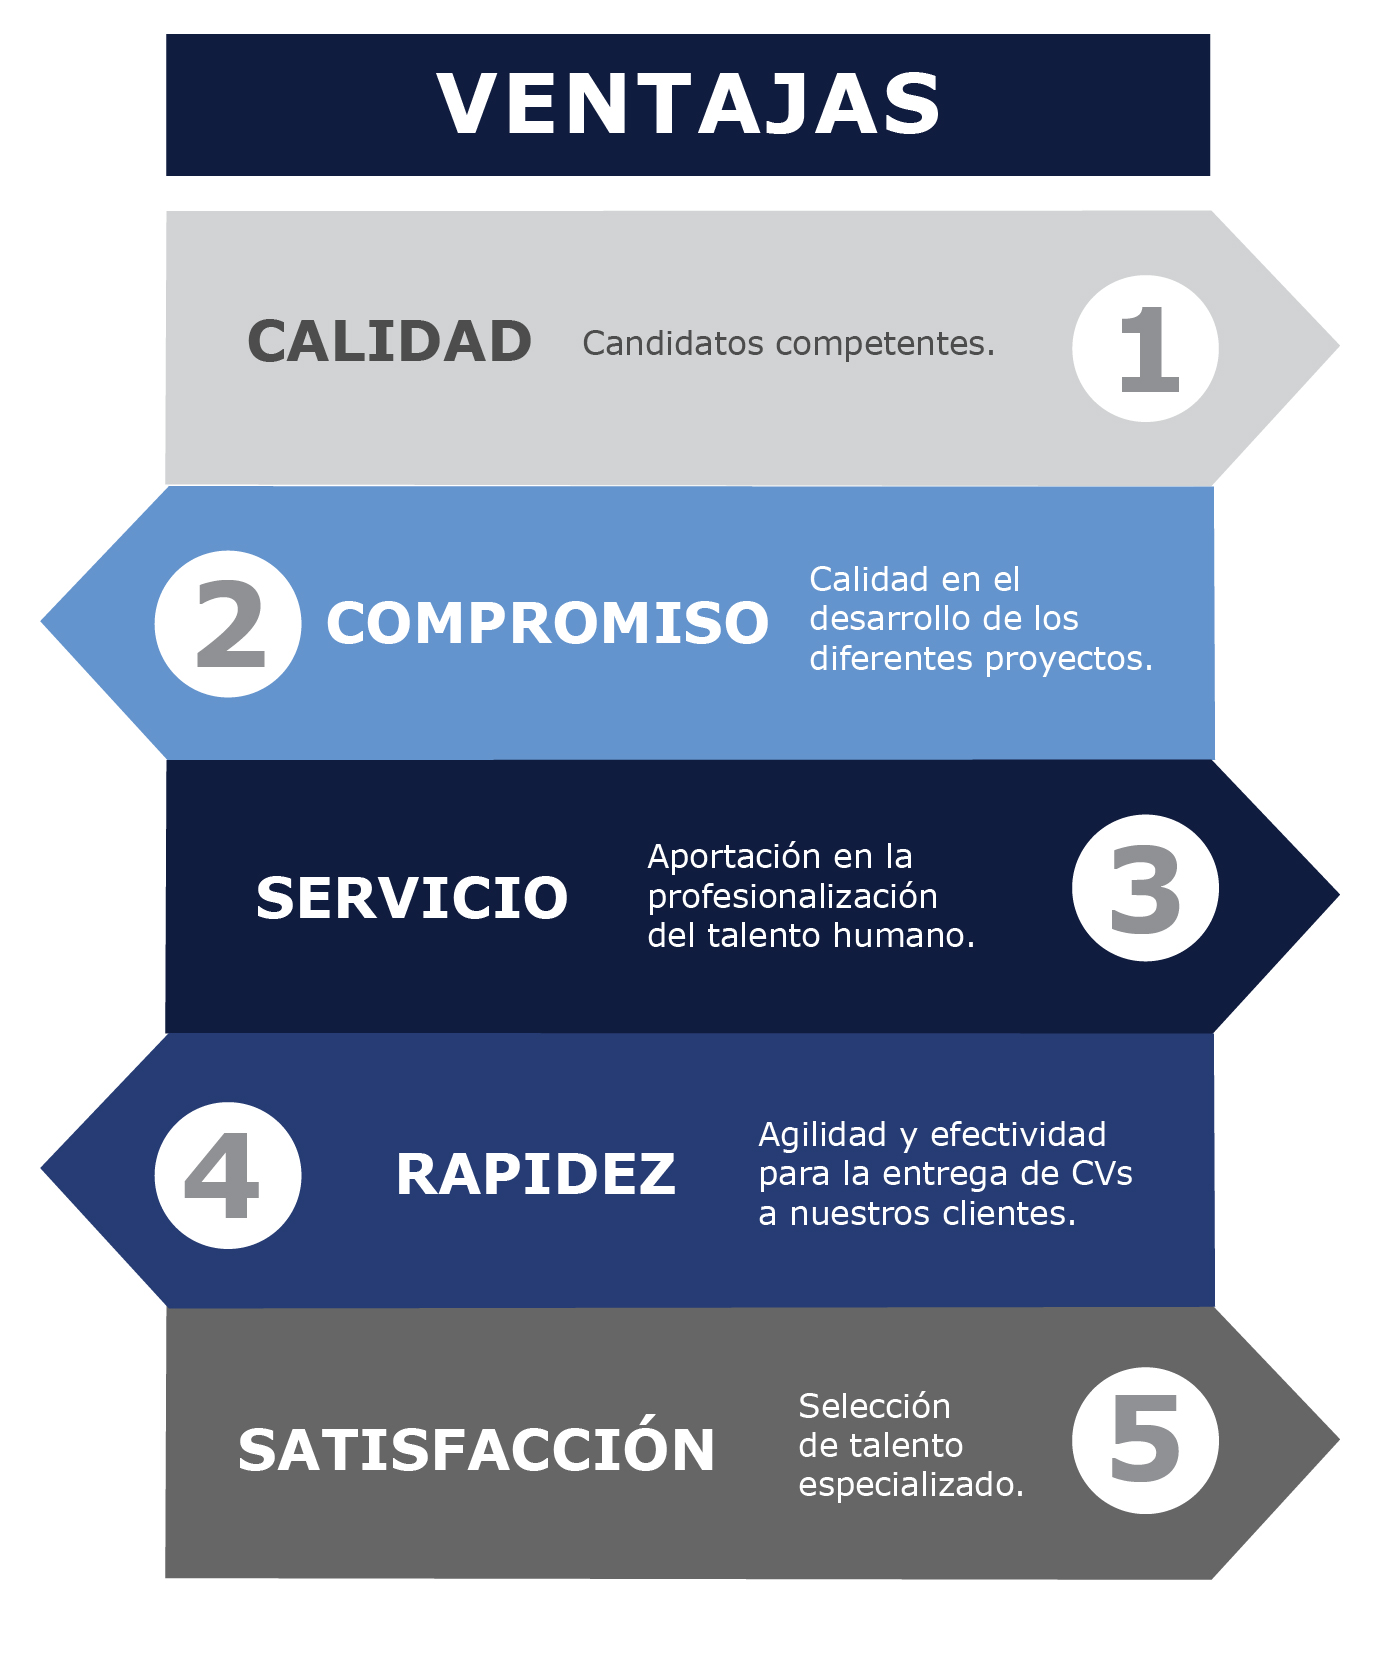 VENTAJAS
CALIDAD
Candidatos competentes.
1
2
COMPROMISO
Calidad en el
desarrollo de los
diferentes proyectos.
SERVICIO
Aportación en la
profesionalización
del talento humano.
3
4
RAPIDEZ
Agilidad y efectividad
para la entrega de CVs
a nuestros clientes.
SATISFACCIÓN
Selección
de talento
especializado.
5